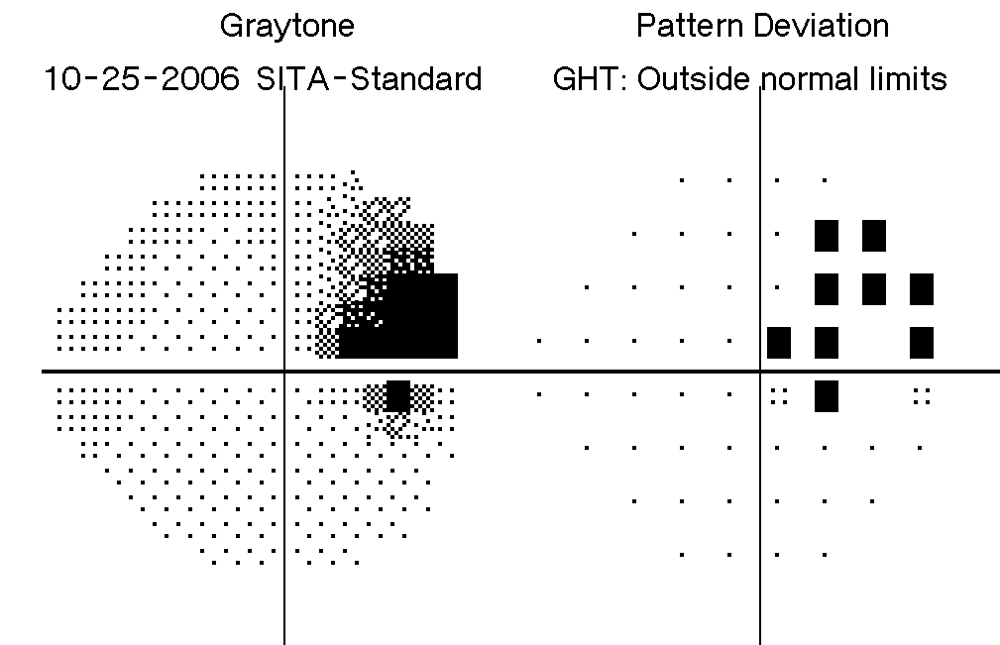 Graytone
Pattern Deviation
10-25-2006 SITA-Standard
GHT: Outside normal limits